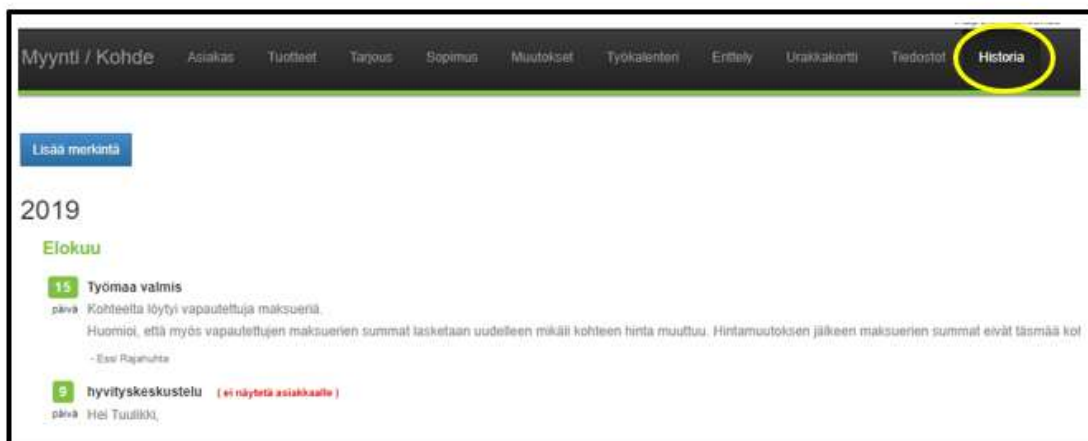 Myynti / Kohde Asiakas Tuotteet Tarjous Sopimus Muutokset Työkalenteri Erittely Urakkakortti Tiedostot Historia
Lisää merkintä
2019
Elokuu
15 Työmaa valmis
päivä Kohteelta löytyi vapautettuja maksueriä.
Huomioi, että myös vapautettujen maksuerien summat lasketaan uudelleen mikäli kohteen hinta muuttuu. Hintamuutoksen jälkeen maksuerien summat eivät täsmää
- Essi Rajahuhta
9 hyvityskeskustelu ( ei näytetä asiakkaalle )
päivä Hei Tuulikki,